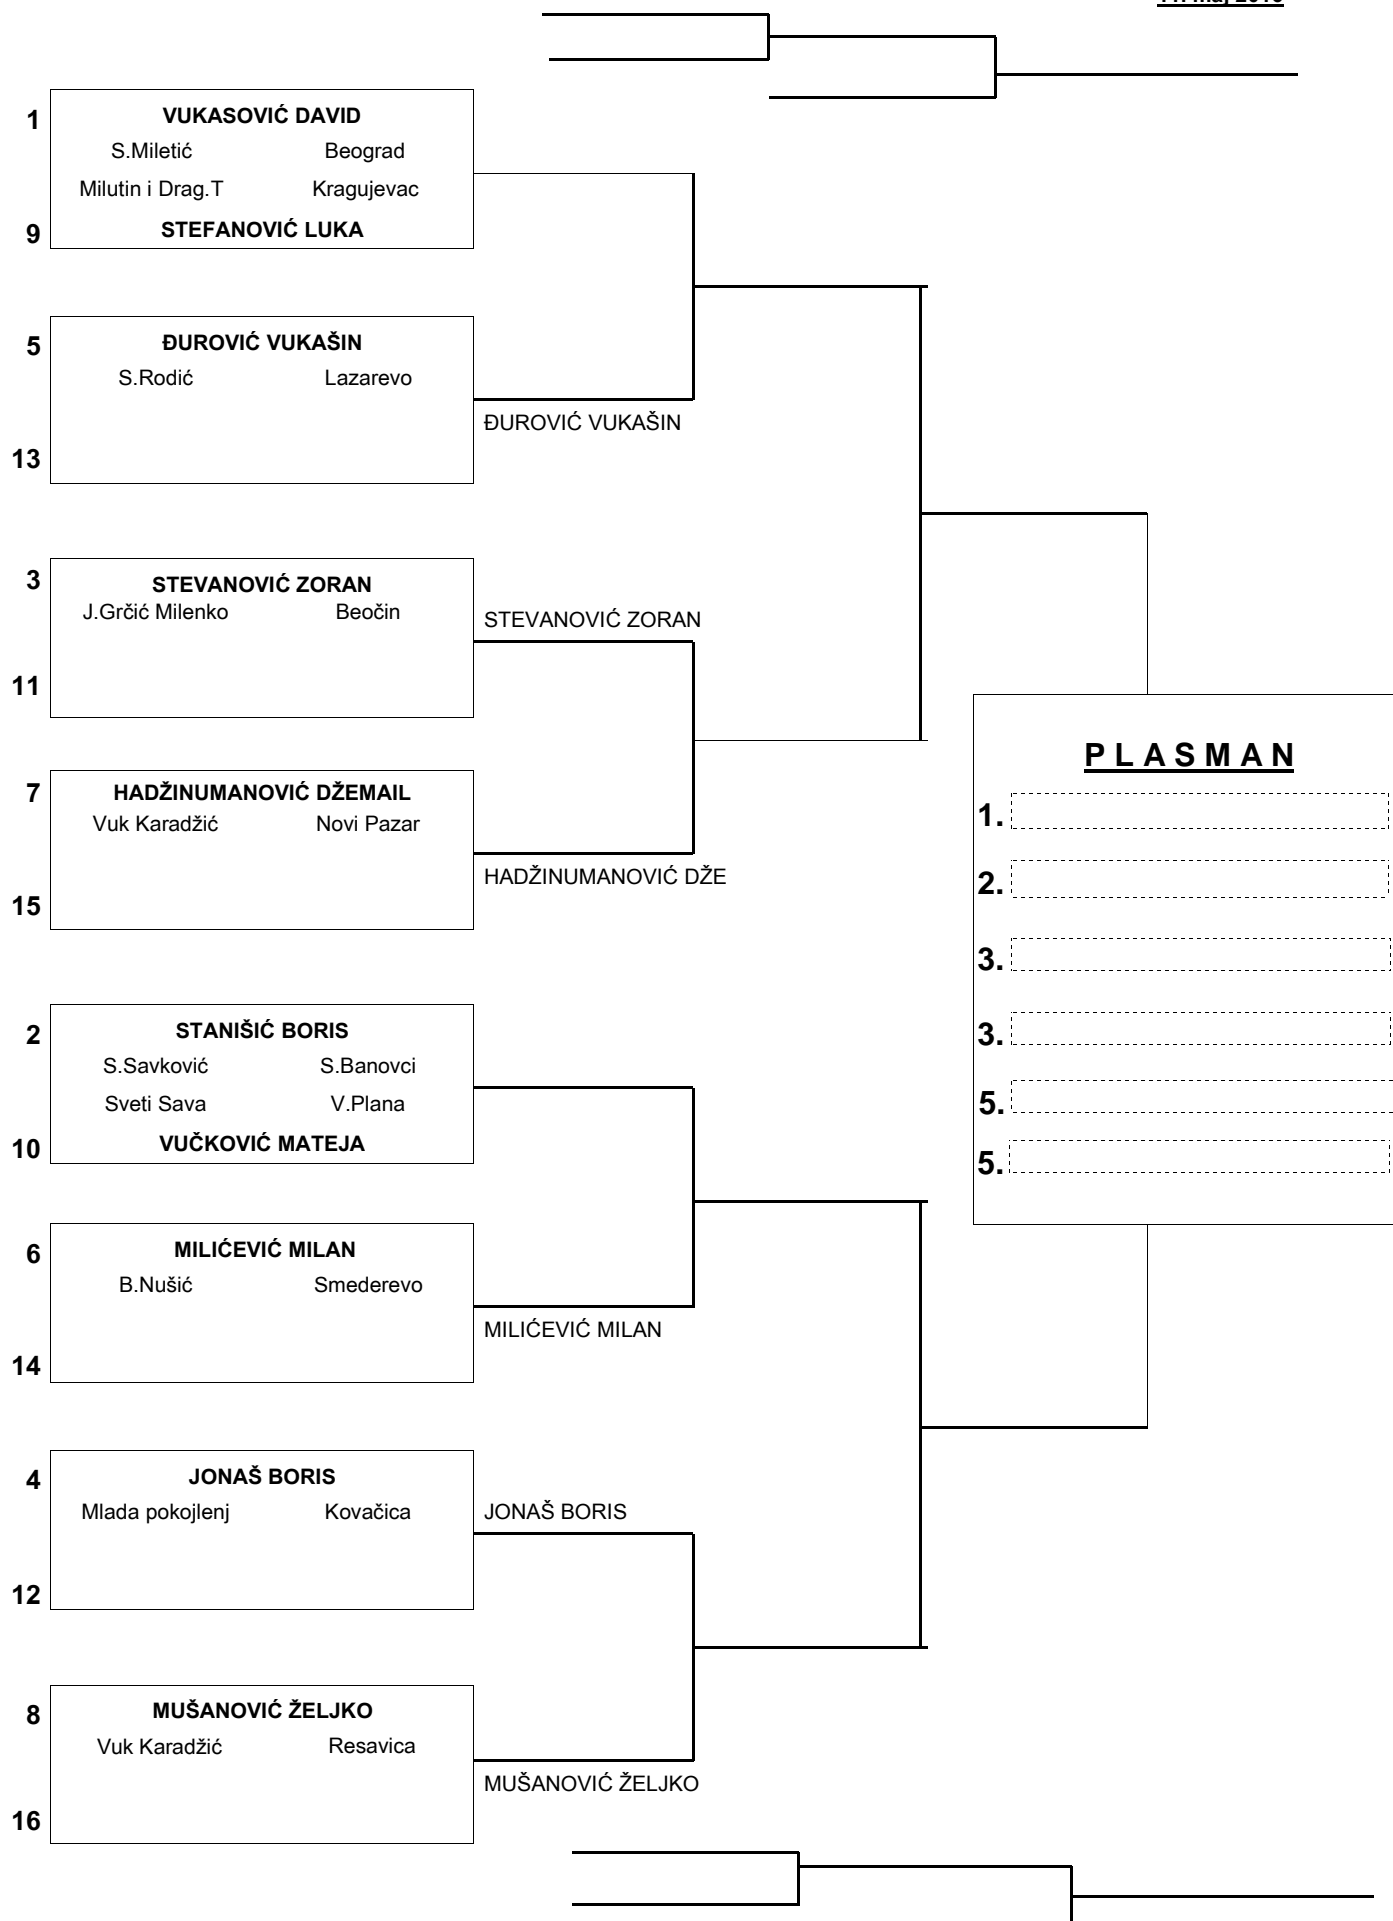 1 VUKASOVIĆ DAVID
S.Miletić Beograd
Milutin i Drag.T Kragujevac
9 STEFANOVIĆ LUKA
5 ĐUROVIĆ VUKAŠIN
S.Rodić Lazarevo
ĐUROVIĆ VUKAŠIN
13
3 STEVANOVIĆ ZORAN
J.Grčić Milenko Beočin STEVANOVIĆ ZORAN
11
7 HADŽINUMANOVIĆ DŽEMAIL
Vuk Karadžić Novi Pazar
HADŽINUMANOVIĆ DŽE
15
2 STANIŠIĆ BORIS
S.Savković S.Banovci
Sveti Sava V.Plana
10 VUČKOVIĆ MATEJA
6 MILIĆEVIĆ MILAN
B.Nušić Smederevo
MILIĆEVIĆ MILAN
14
4 JONAŠ BORIS
Mlada pokojlenj Kovačica JONAŠ BORIS
12
8 MUŠANOVIĆ ŽELJKO
Vuk Karadžić Resavica
MUŠANOVIĆ ŽELJKO
16
P L A S M A N
1.
2.
3.
3.
5.
5.